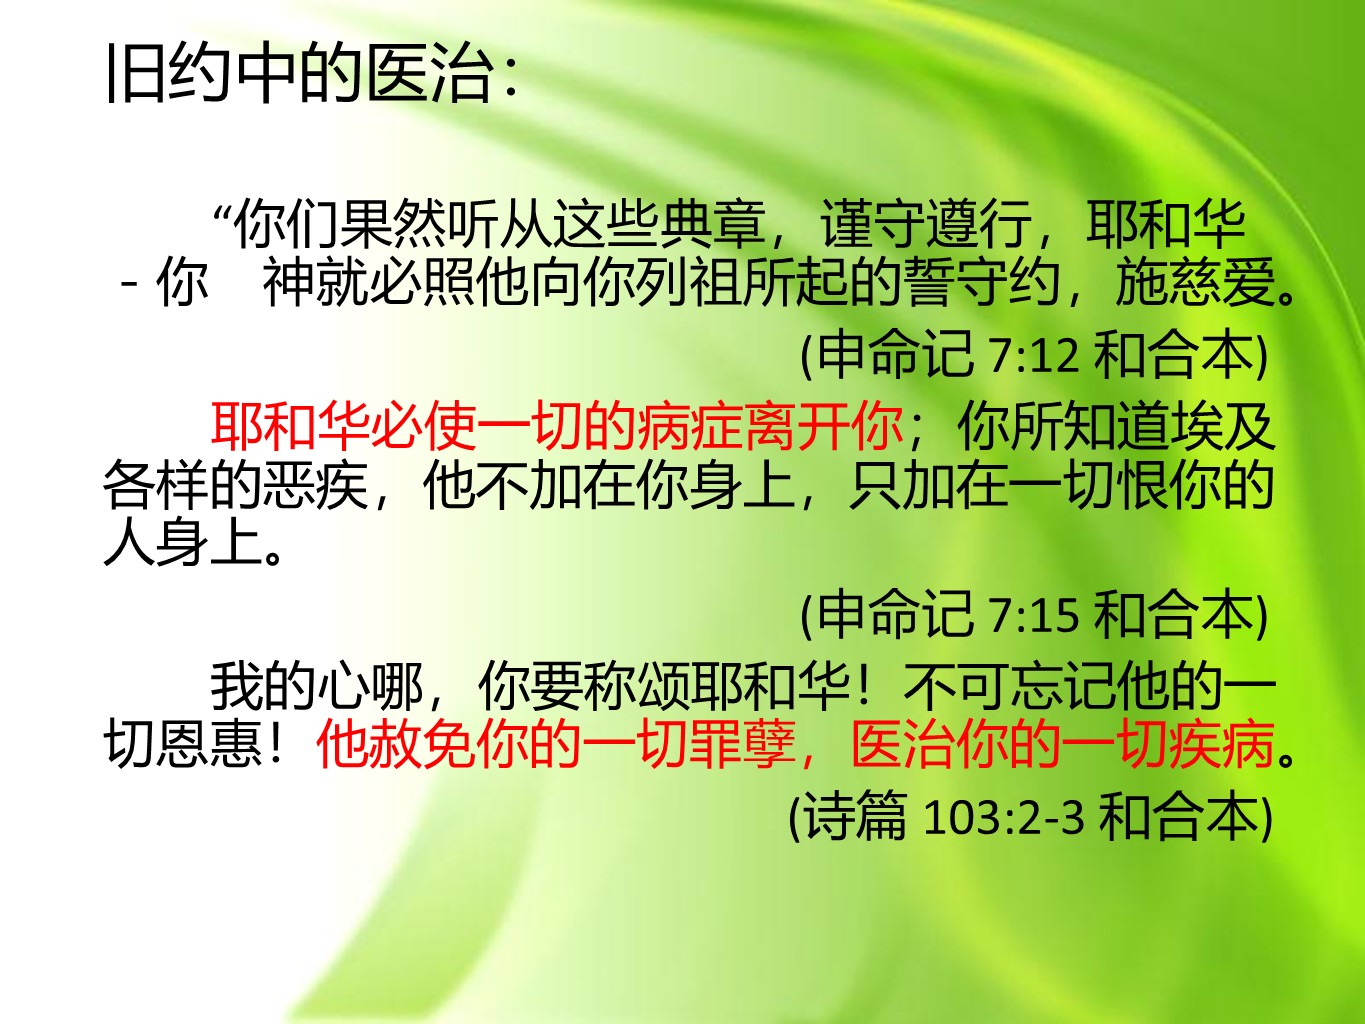 旧约中的医治：
“你们果然听从这些典章，谨守遵行，耶和华
- 你　神就必照他向你列祖所起的誓守约，施慈爱。
(申命记 7:12 和合本)
耶和华必使一切的病症离开你；你所知道埃及
各样的恶疾，他不加在你身上，只加在一切恨你的
人身上。
(申命记 7:15 和合本)
我的心哪，你要称颂耶和华！不可忘记他的一
切恩惠！他赦免你的一切罪孽，医治你的一切疾病。
(诗篇 103:2-3 和合本)